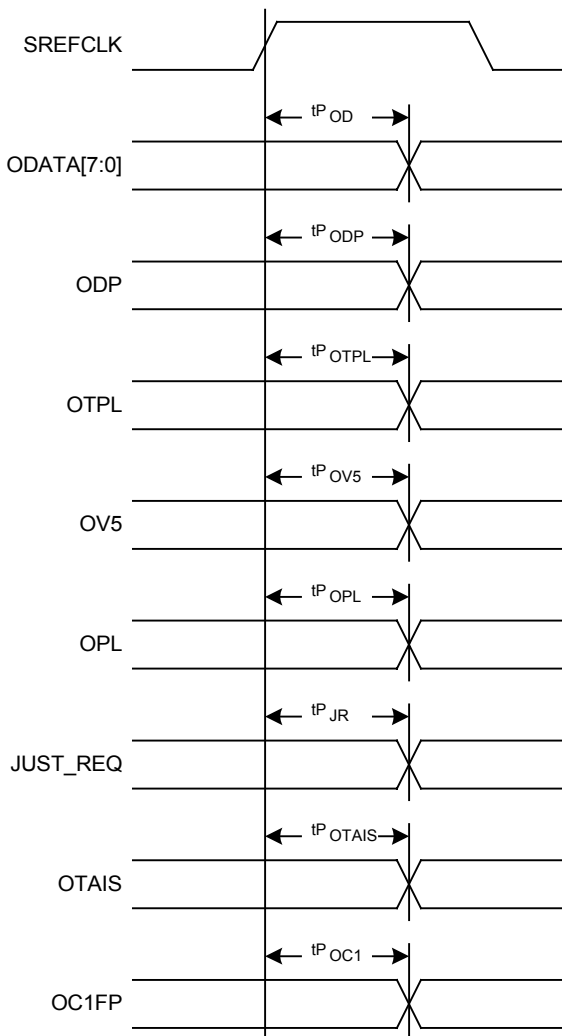 SREFCLK
tP OD
ODATA[7:0]
tP ODP
ODP
tP OTPL
OTPL
tP OV5
OV5
tP OPL
OPL
tP JR
JUST_REQ
tP OTAIS
OTAIS
tP OC1
OC1FP